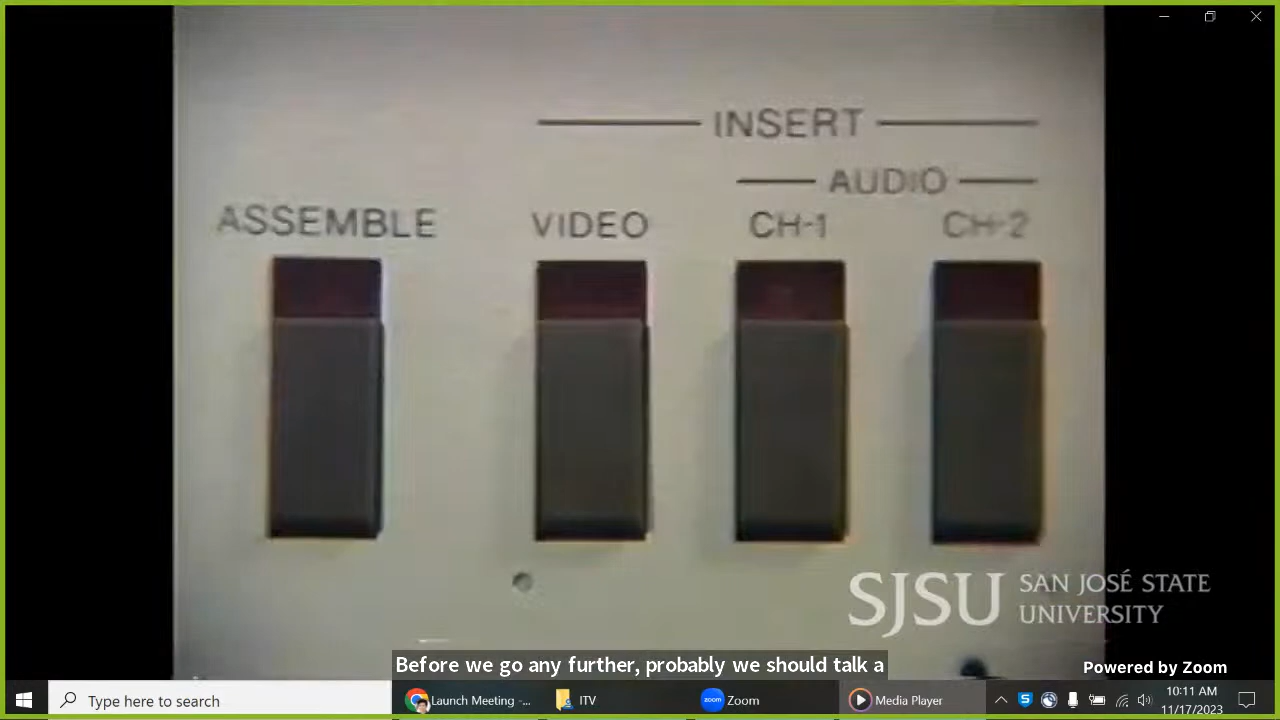 INSERT
AUDIO
ASSEMBLE VIDEO CH-1 CH-2
SJSU SAN JOSÉ STATE
UNIVERSITY
Before we go any further, probably we should talk a
Powered by Zoom
Type here to search
Launch Meeting -...
ITV
zoom
Zoom
Media Player
S
10:11 AM
11/17/2023